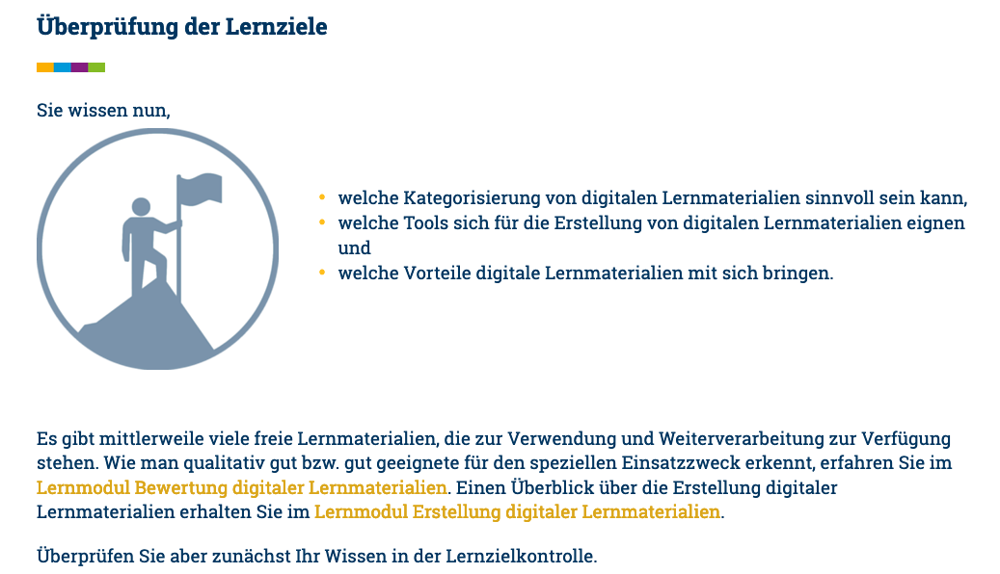 Überprüfung der Lernziele
Sie wissen nun,
• welche Kategorisierung von digitalen Lernmaterialien sinnvoll sein kann,
• welche Tools sich für die Erstellung von digitalen Lernmaterialien eignen
und
• welche Vorteile digitale Lernmaterialien mit sich bringen.
Es gibt mittlerweile viele freie Lernmaterialien, die zur Verwendung und Weiterverarbeitung zur Verfügung
stehen. Wie man qualitativ gut bzw. gut geeignete für den speziellen Einsatzzweck erkennt, erfahren Sie im
Lernmodul Bewertung digitaler Lernmaterialien. Einen Überblick über die Erstellung digitaler
Lernmaterialien erhalten Sie im Lernmodul Erstellung digitaler Lernmaterialien.
Überprüfen Sie aber zunächst Ihr Wissen in der Lernzielkontrolle.